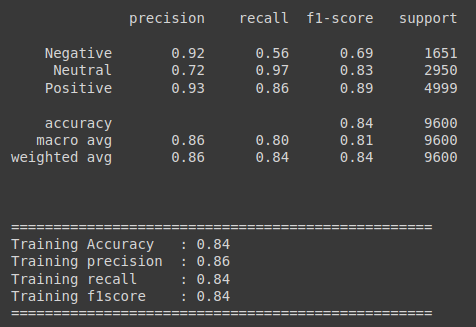 precision recall f1-score support
Negative 0.92 0.56 0.69 1651
Neutral 0.72 0.97 0.83 2950
Positive 0.93 0.86 0.89 4999
accuracy 0.84 9600
macro avg 0.86 0.80 0.81 9600
weighted avg 0.86 0.84 0.84 9600
==================================================
Training Accuracy : 0.84
Training precision : 0.86
Training recall : 0.84
Training f1score : 0.84
==================================================